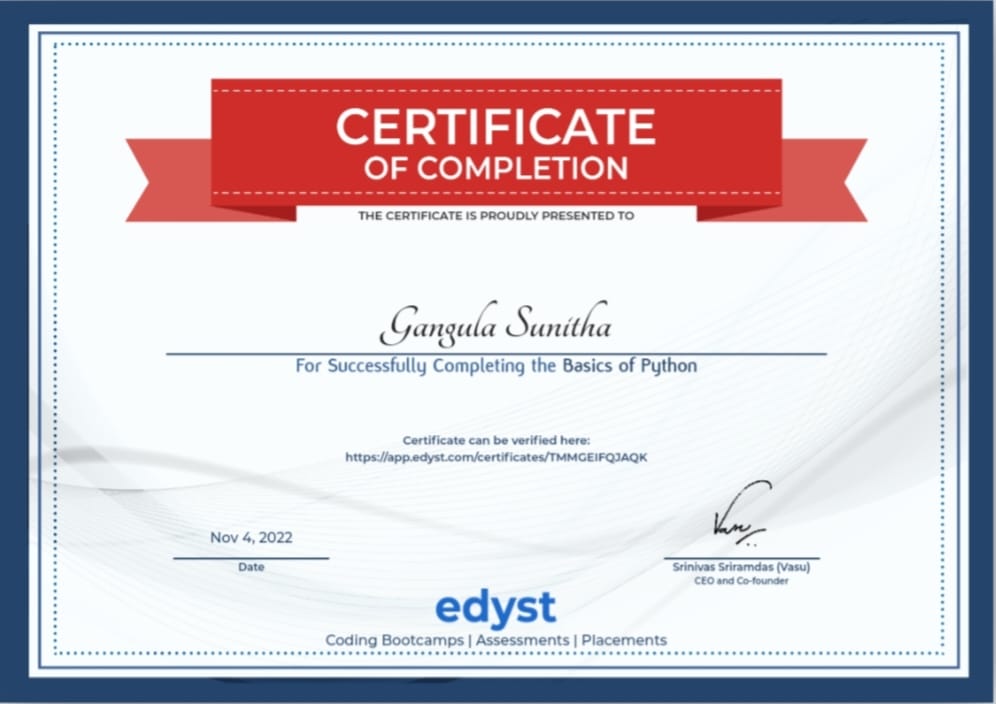 CERTIFICATE
OF COMPLETION
THE CERTIFICATE IS PROUDLY PRESENTED TO
Gangula Sunitha
For Successfully Completing the Basics of Python
Certificate can be verified here:
https://app.edyst.com/certificates/TMMGEIFQJAQK
Nov 4, 2022
Date
Vasu
Srinivas Sriramdas (Vasu)
CEO and Co-founder
edyst
Coding Bootcamps | Assessments | Placements